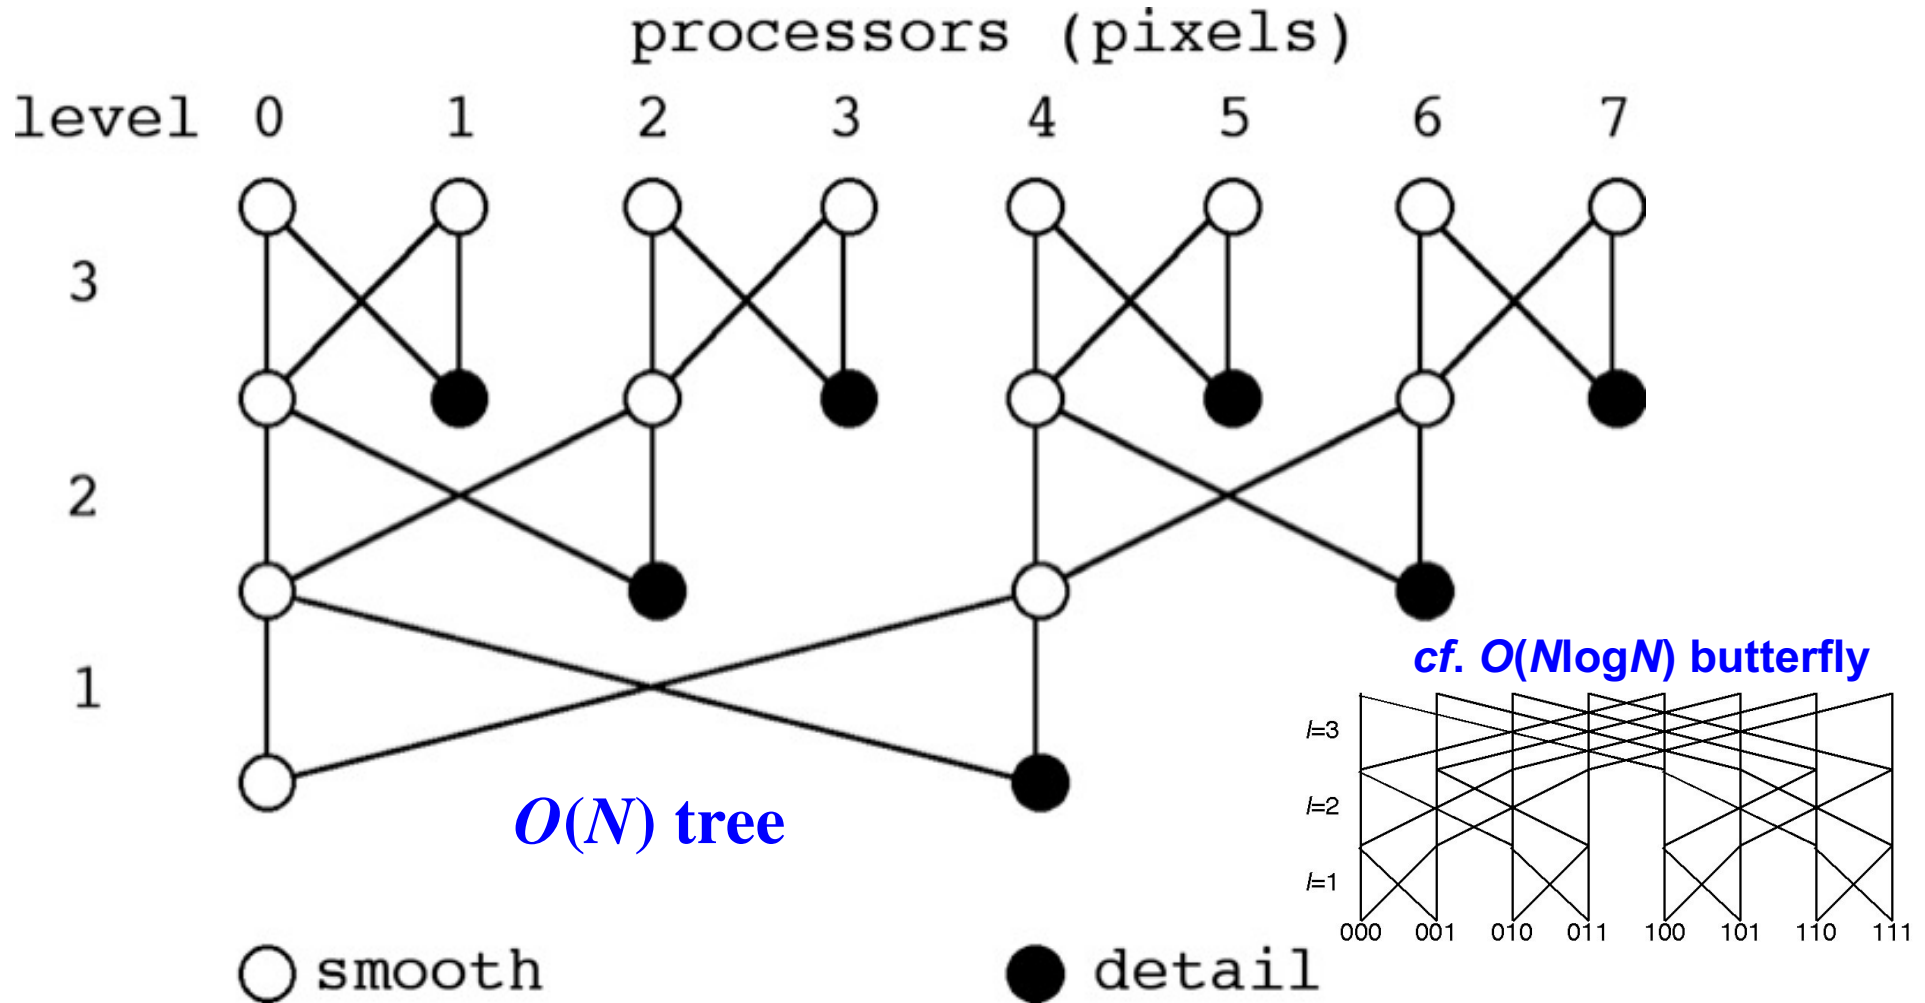 processors (pixels)
level 0 1 2 3 4 5 6 7
3
2
1
O(N) tree
smooth
detail
cf. O(NlogN) butterfly
l=3
l=2
l=1
000 001 010 011 100 101 110 111